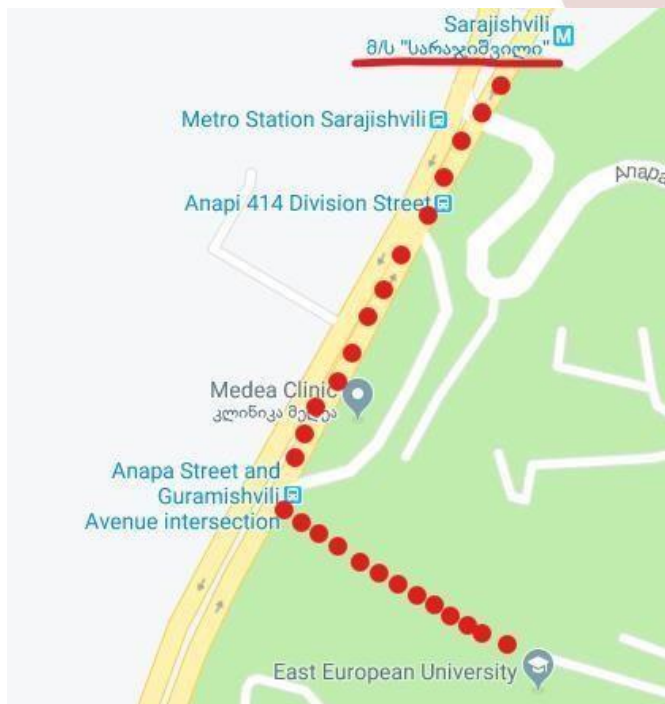 Sarajishvili
მ/ს "სარაჯიშვილი"
Metro Station Sarajishvili
Anapi 414 Division Street
Anapa
Medea Clinic
კლინიკა მედეა
Anapa Street and
Guramishvili
Avenue intersection
East European University